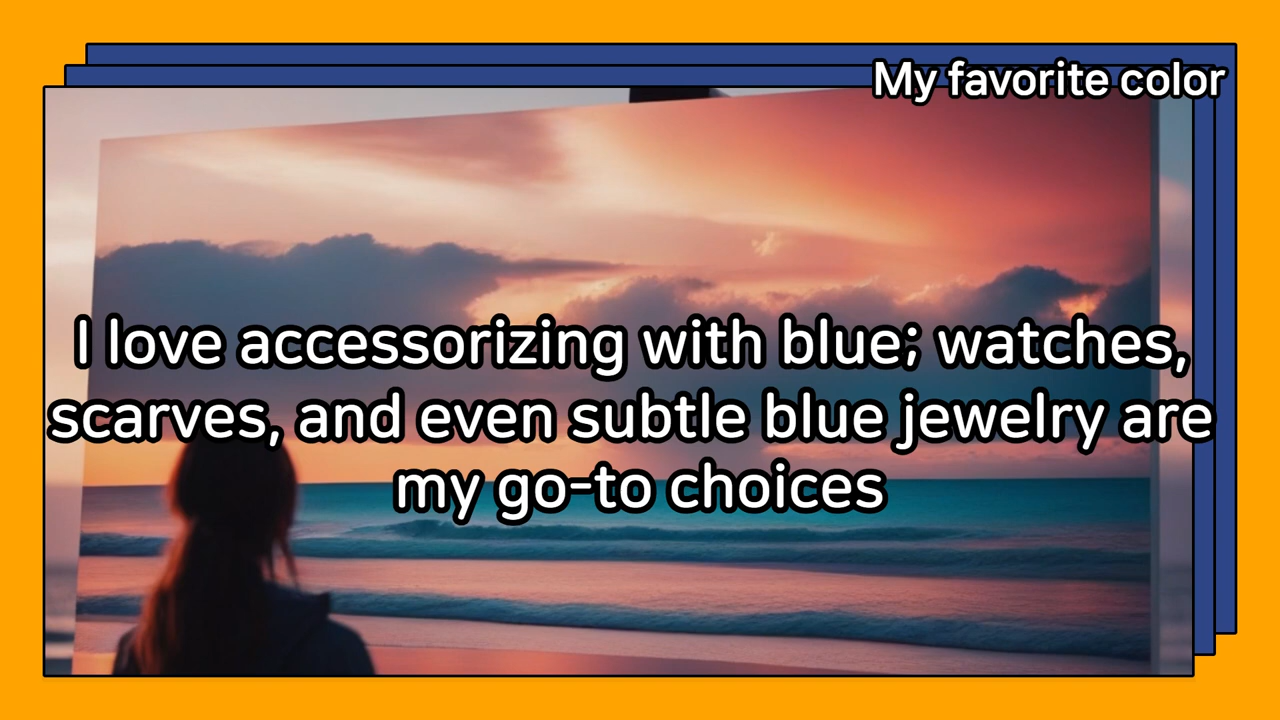 My favorite color
I love accessorizing with blue; watches,
scarves, and even subtle blue jewelry are
my go-to choices